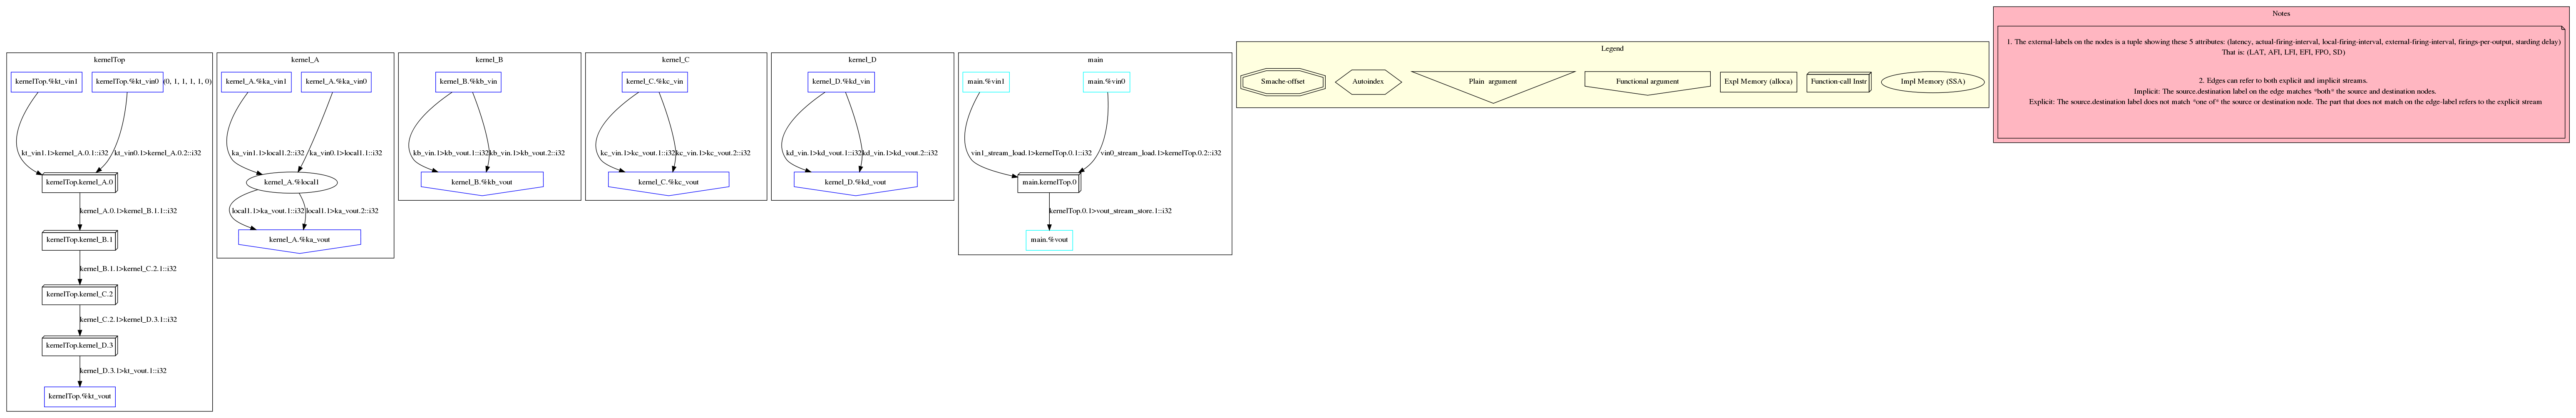 kernelTop
kernelTop.%kt_vin1
kernelTop.%kt_vin0
(0, 1, 1, 1, 1, 0)
kt_vin1.1>kernel_A.0.1::i32
kt_vin0.1>kernel_A.0.2::i32
kernelTop.kernel_A.0
kernel_A.0.1>kernel_B.1.1::i32
kernelTop.kernel_B.1
kernel_B.1.1>kernel_C.2.1::i32
kernelTop.kernel_C.2
kernel_C.2.1>kernel_D.3.1::i32
kernelTop.kernel_D.3
kernel_D.3.1>kt_vout.1::i32
kernelTop.%kt_vout
kernel_A
kernel_A.%ka_vin1
kernel_A.%ka_vin0
ka_vin1.1>local1.2::i32
ka_vin0.1>local1.1::i32
kernel_A.%local1
local1.1>ka_vout.1::i32
local1.1>ka_vout.2::i32
kernel_A.%ka_vout
kernel_B
kernel_B.%kb_vin
kb_vin.1>kb_vout.1::i32
kb_vin.1>kb_vout.2::i32
kernel_B.%kb_vout
kernel_C
kernel_C.%kc_vin
kc_vin.1>kc_vout.1::i32
kc_vin.1>kc_vout.2::i32
kernel_C.%kc_vout
kernel_D
kernel_D.%kd_vin
kd_vin.1>kd_vout.1::i32
kd_vin.1>kd_vout.2::i32
kernel_D.%kd_vout
main
main.%vin1
main.%vin0
vin1_stream_load.1>kernelTop.0.1::i32
vin0_stream_load.1>kernelTop.0.2::i32
main.kernelTop.0
kernelTop.0.1>vout_stream_store.1::i32
main.%vout
Legend
Smache-offset
Autoindex
Plain argument
Functional argument
Expl Memory (alloca)
Function-call Instr
Impl Memory (SSA)
Notes
1. The external-labels on the nodes is a tuple showing these 5 attributes: (latency, actual-firing-interval, local-firing-interval, external-firing-interval, firings-per-output, starding delay)
That is: (LAT, AFI, LFI, EFI, FPO, SD)
2. Edges can refer to both explicit and implicit streams.
Implicit: The source.destination label on the edge matches *both* the source and destination nodes.
Explicit: The source.destination label does not match *one of* the source or destination node. The part that does not match on the edge-label refers to the explicit stream